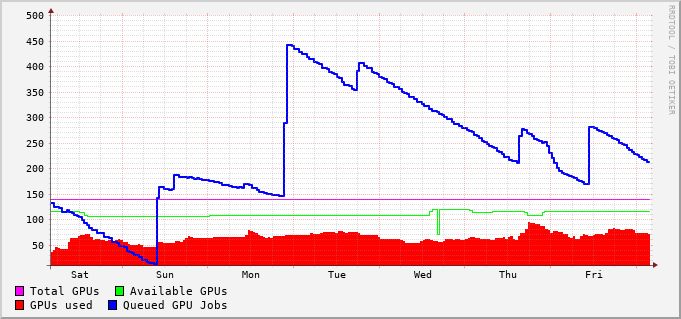 500
450
400
350
300
250
200
150
100
50
Sat Sun Mon Tue Wed Thu Fri
Total GPUs Available GPUs
GPUs used Queued GPU Jobs
RRDTOOL / TOBI OETIKER